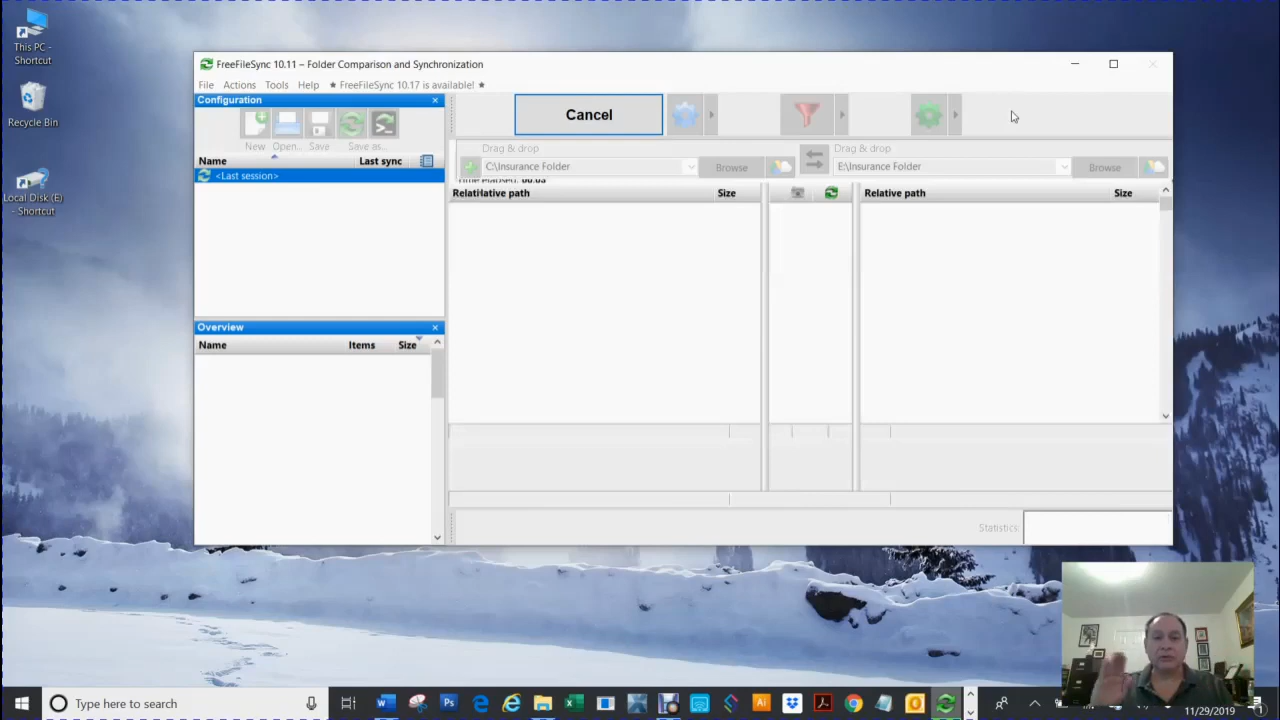 This PC -
Shortcut
Recycle Bin
Local Disk (E)
- Shortcut
FreeFileSync 10.11 – Folder Comparison and Synchronization
File Actions Tools Help ★ FreeFileSync 10.17 is available! ★
Configuration
Cancel
New Open... Save Save as...
Name Last sync
<Last session>
Drag & drop
C:\Insurance Folder
Browse
Drag & drop
E:\Insurance Folder
Browse
Relative path Size
Relative path Size
Overview
Name Items Size
Statistics:
Type here to search
11/29/2019